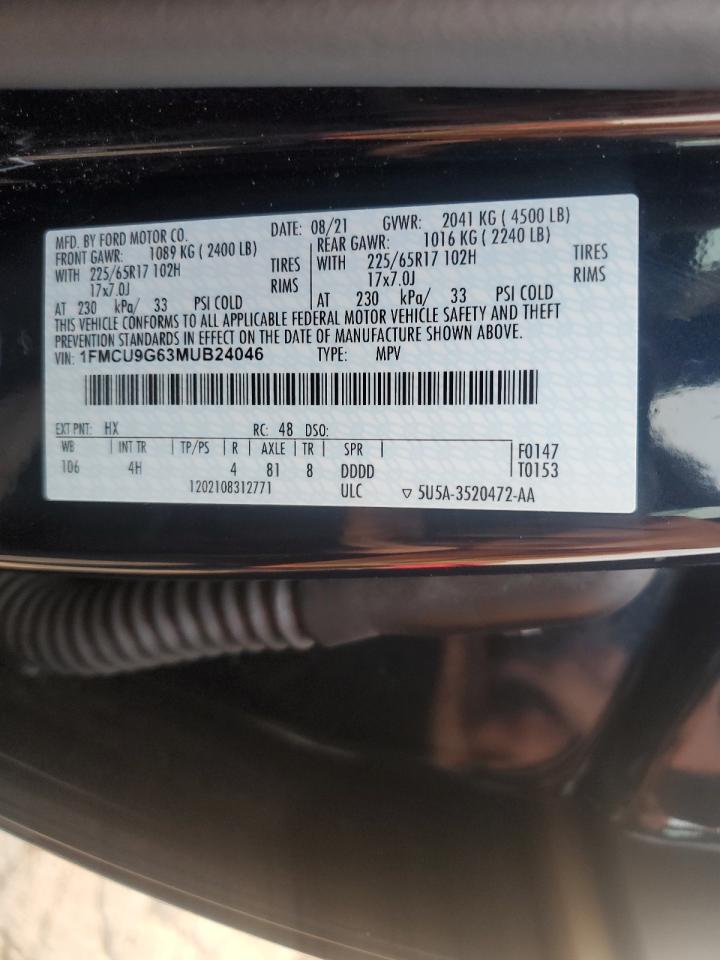 MFD. BY FORD MOTOR CO. DATE: 08/21 GVWR: 2041 KG ( 4500 LB)
FRONT GAWR: 1089 KG ( 2400 LB) REAR GAWR: 1016 KG ( 2240 LB)
WITH 225/65R17 102H TIRES WITH 225/65R17 102H TIRES
17x7.0J RIMS 17x7.0J RIMS
AT 230 kPa/ 33 PSI COLD AT 230 kPa/ 33 PSI COLD
THIS VEHICLE CONFORMS TO ALL APPLICABLE FEDERAL MOTOR VEHICLE SAFETY AND THEFT
PREVENTION STANDARDS IN EFFECT ON THE DATE OF MANUFACTURE SHOWN ABOVE.
VIN: 1FMCU9G63MUB24046 TYPE: MPV
EXT PNT: HX RC: 48 DSO:
WB INT TR TP/PS R AXLE TR SPR F0147
106 4H 4 81 8 DDDD T0153
1202108312771 ULC ▽ 5U5A-3520472-AA